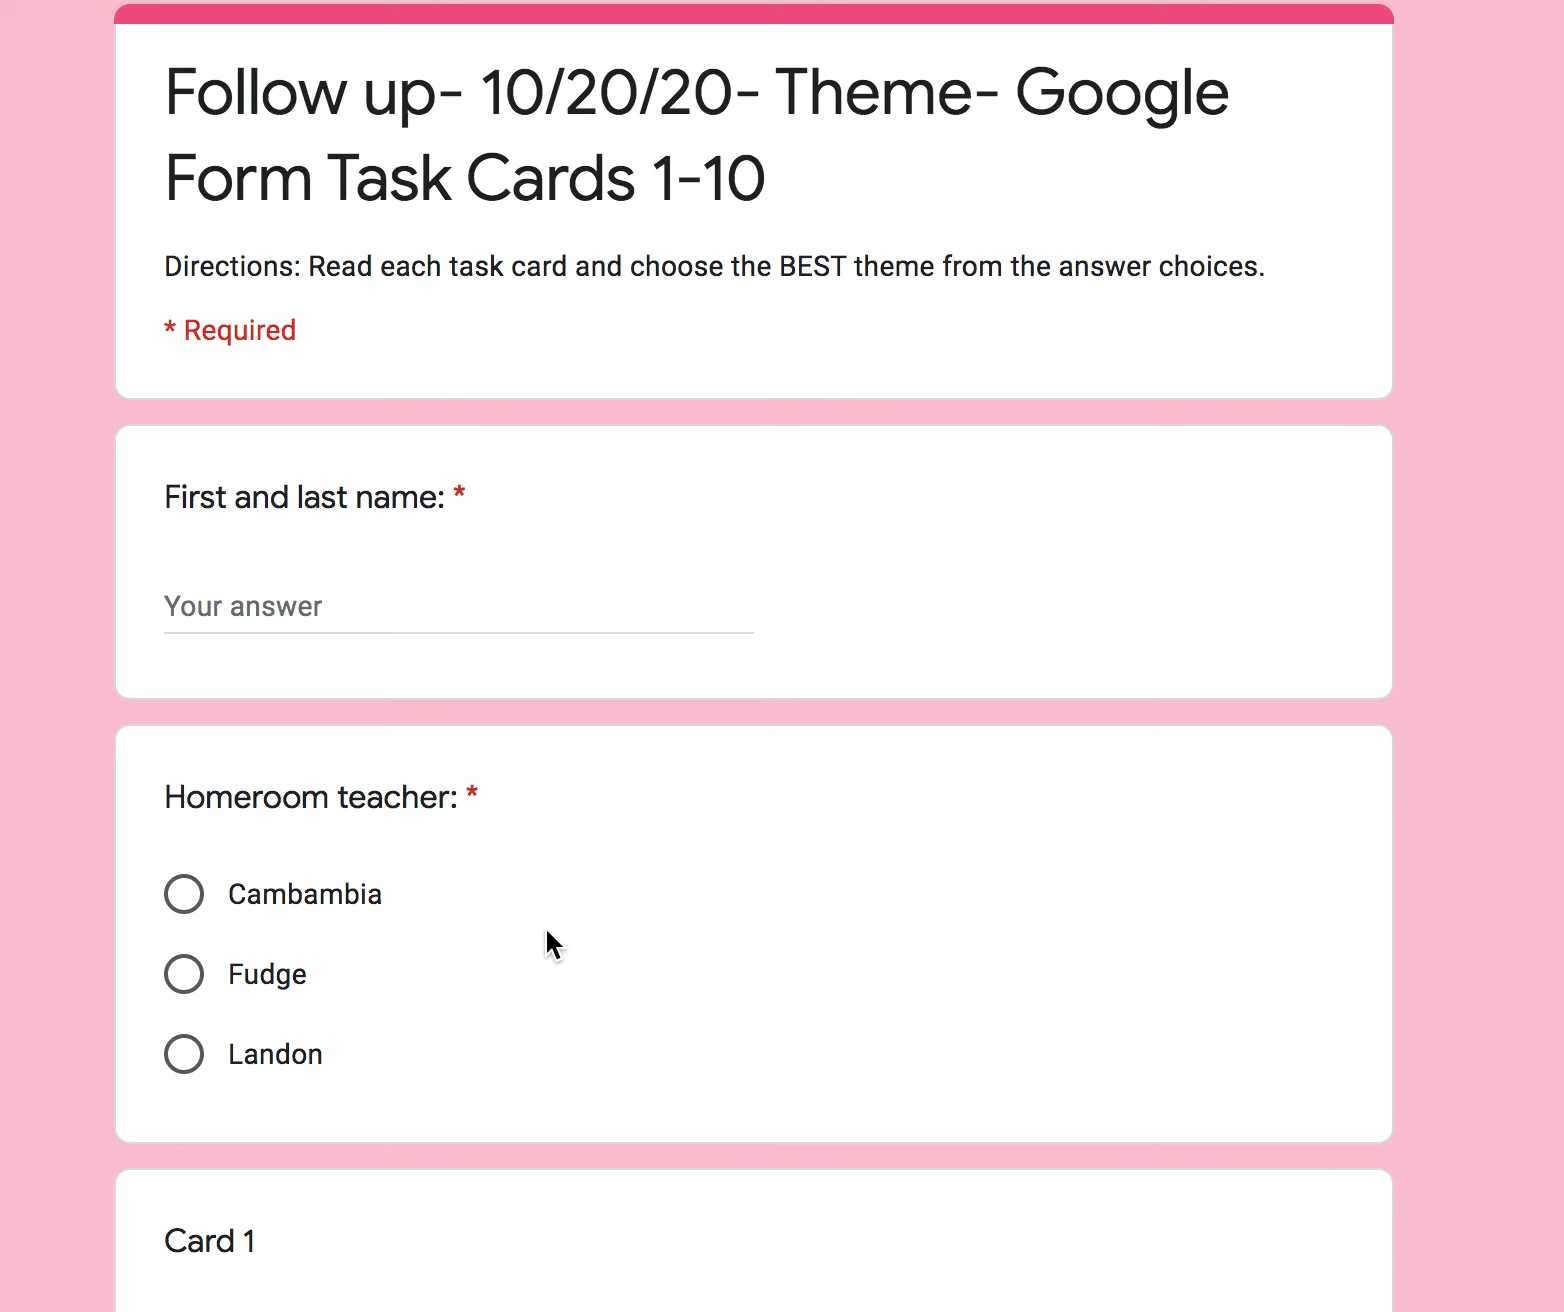 Follow up- 10/20/20- Theme- Google
Form Task Cards 1-10
Directions: Read each task card and choose the BEST theme from the answer choices.
* Required
First and last name: *
Your answer
Homeroom teacher: *
Cambambia
Fudge
Landon
Card 1